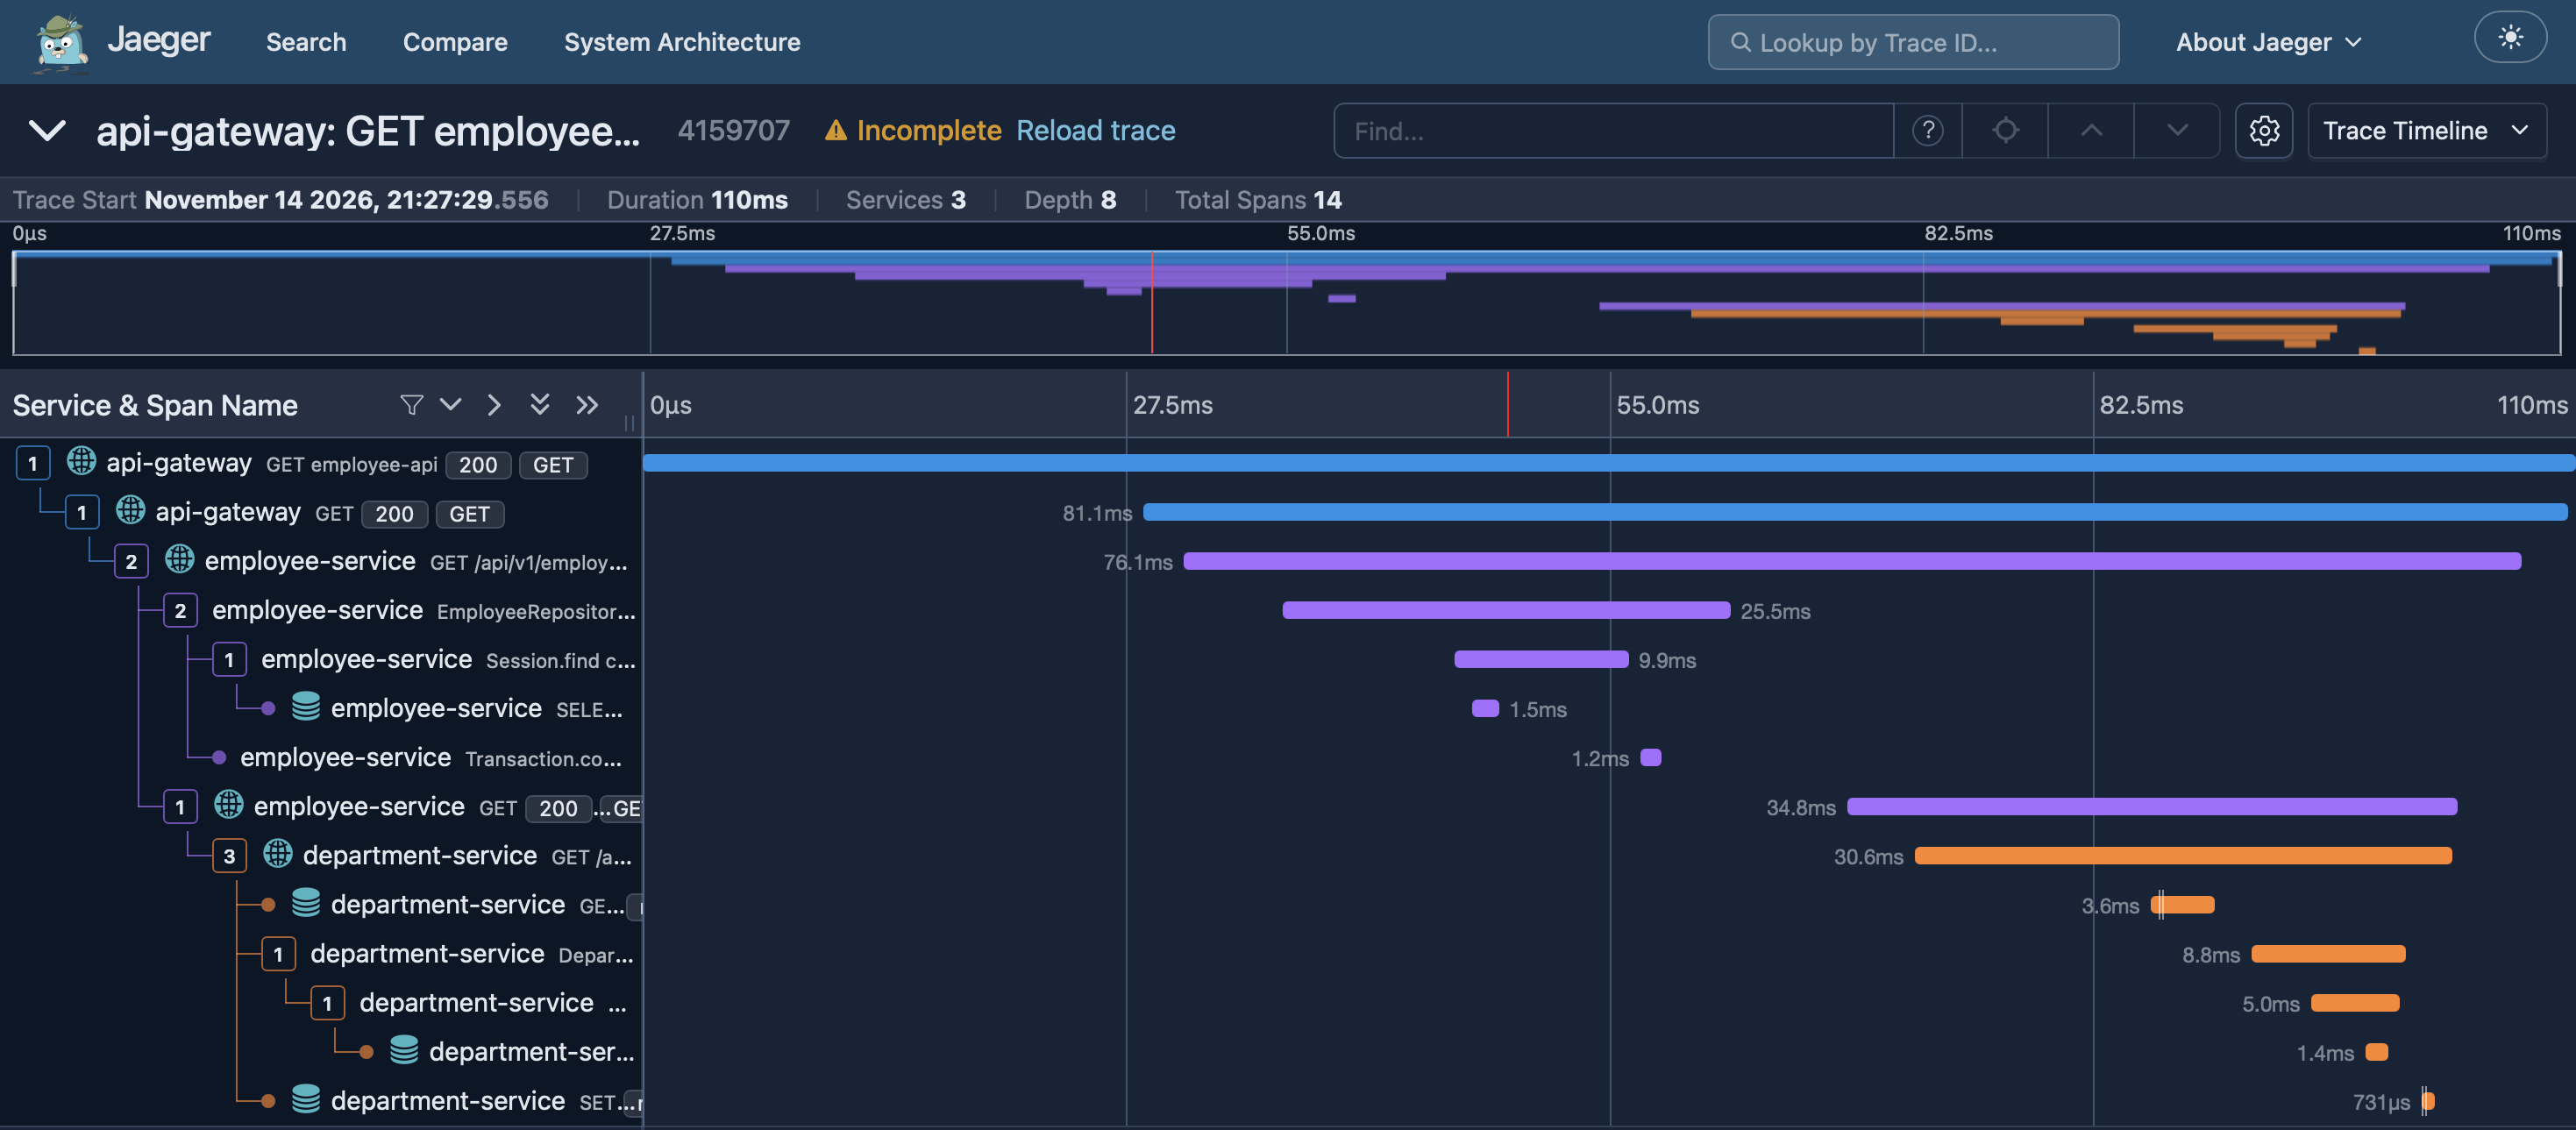 Jaeger Search Compare System Architecture Lookup by Trace ID... About Jaeger
api-gateway: GET employee... 4159707 Incomplete Reload trace Find... Trace Timeline
Trace Start November 14 2026, 21:27:29.556 Duration 110ms Services 3 Depth 8 Total Spans 14
0μs 27.5ms 55.0ms 82.5ms 110ms
Service & Span Name 0μs 27.5ms 55.0ms 82.5ms 110ms
1 api-gateway GET employee-api 200 GET
1 api-gateway GET 200 GET 81.1ms
2 employee-service GET /api/v1/employ... 76.1ms
2 employee-service EmployeeRepositor... 25.5ms
1 employee-service Session.find c... 9.9ms
employee-service SELE... 1.5ms
employee-service Transaction.co... 1.2ms
1 employee-service GET 200 ...GE 34.8ms
3 department-service GET /a... 30.6ms
department-service GE... 3.6ms
1 department-service Depar... 8.8ms
1 department-service ... 5.0ms
department-ser... 1.4ms
department-service SET... 731μs